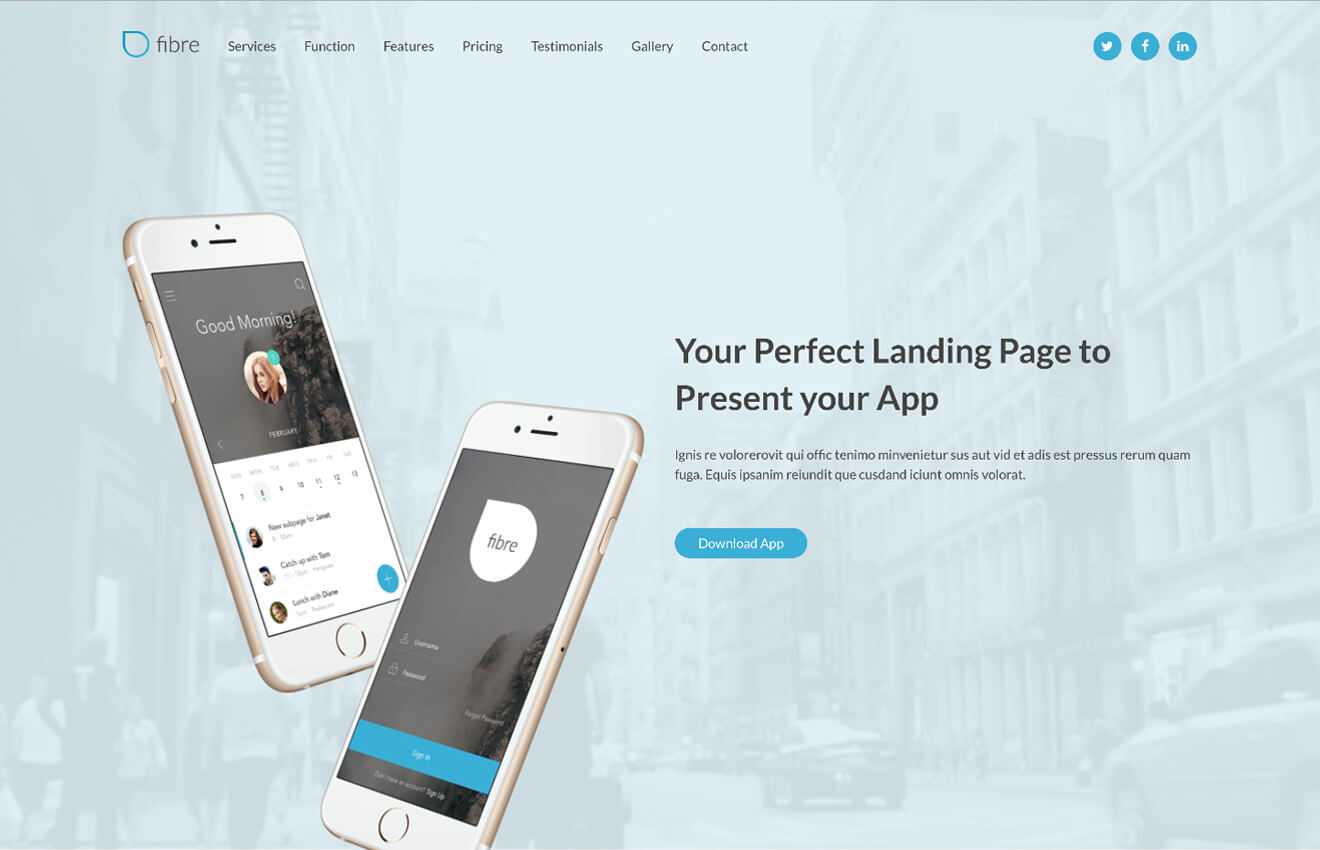 fibre
Services
Function
Features
Pricing
Testimonials
Gallery
Contact
Good Morning!
FEBRUARY
SUN MON TUE WED THU FRI SAT
7 8 9 10 11 12 13
New subpage for Janet
8 - 10am
Catch up with Tom
11 - 12pm Hangouts
Lunch with Diane
1pm Restaurant
fibre
Username
Password
Forgot Password
Sign In
Don't have an account? Sign Up
Your Perfect Landing Page to
Present your App
Ignis re volorerovit qui offic tenimo minvenietur sus aut vid et adis est pressus rerum quam
fuga. Equis ipsanim reiundit que cusdand iciunt omnis volorat.
Download App